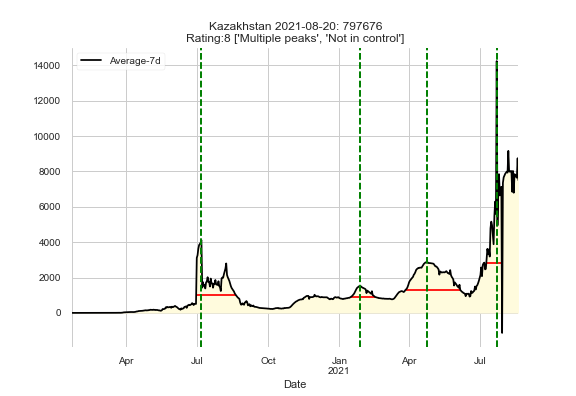 Kazakhstan 2021-08-20: 797676
Rating:8 ['Multiple peaks', 'Not in control']
Average-7d
14000
12000
10000
8000
6000
4000
2000
0
Apr Jul Oct Jan Apr Jul
2021
Date